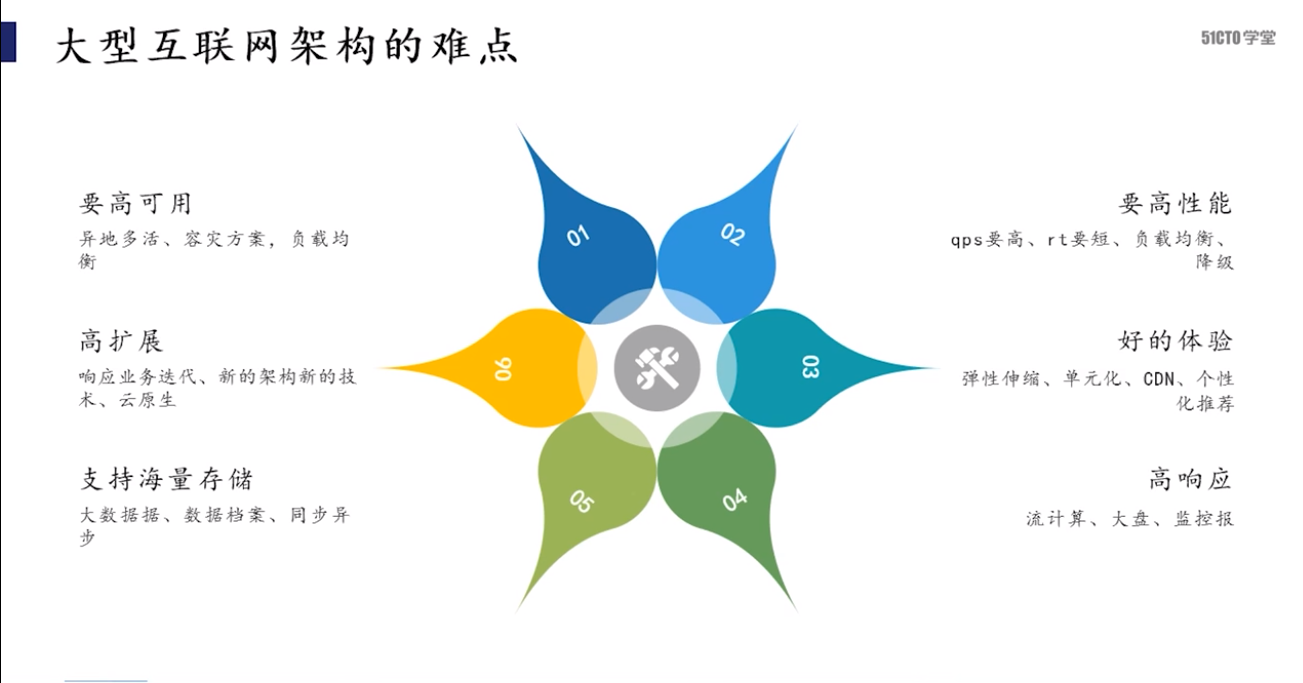 大型互联网架构的难点
51CTO学堂
01
要高可用
异地多活、容灾方案，负载均
衡
02
要高性能
qps要高、rt要短、负载均衡、
降级
03
好的体验
弹性伸缩、单元化、CDN、个性
化推荐
04
高响应
流计算、大盘、监控报
05
支持海量存储
大数据据、数据档案、同步异
步
06
高扩展
响应业务迭代、新的架构新的技
术、云原生